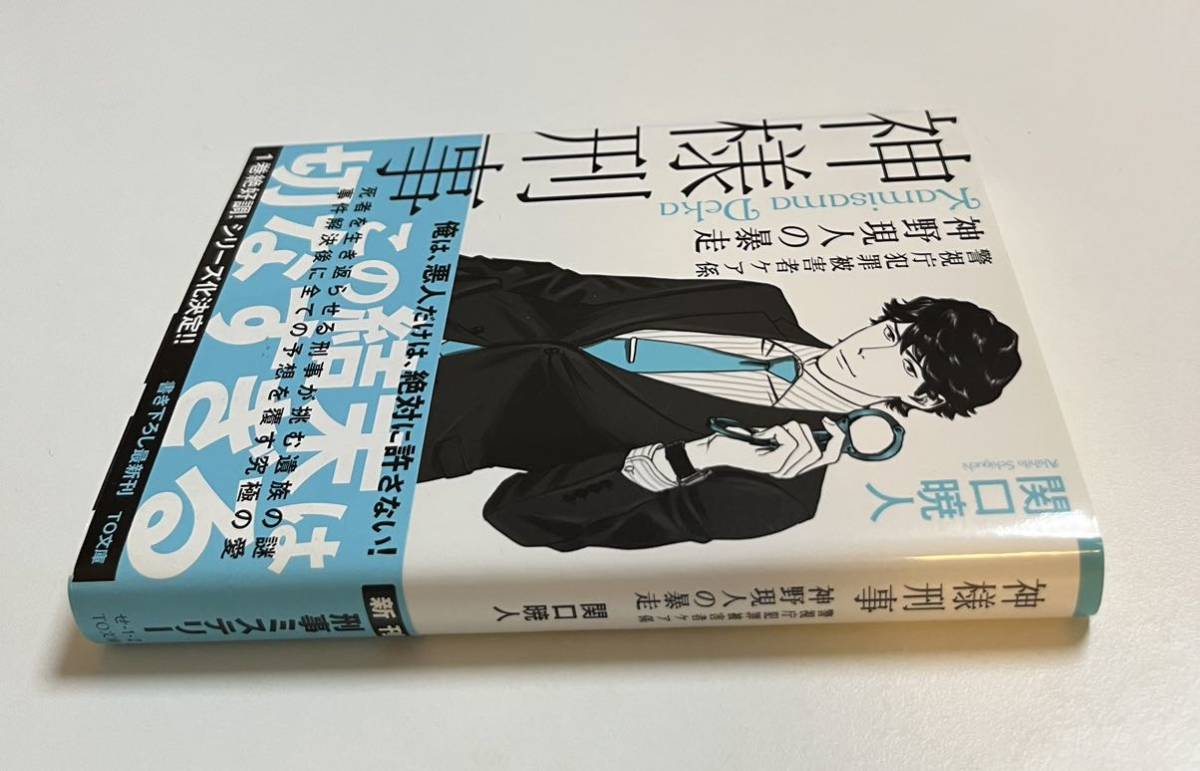 神様刑事
Kamisama Deka
警視庁犯罪被害者ケア係
神野現人の暴走
関口暁人
俺は、悪人だけは、絶対に許さない!
この結末は
切なすぎる
死者を生き返らせる刑事が挑む遺族の謎
事件解決後に全ての予想を覆す究極の愛
1巻絶好調!シリーズ化決定!!
書き下ろし最新刊
TO文庫
神様刑事
警視庁犯罪被害者ケア係
神野現人の暴走
関口暁人
刑事ミステリー